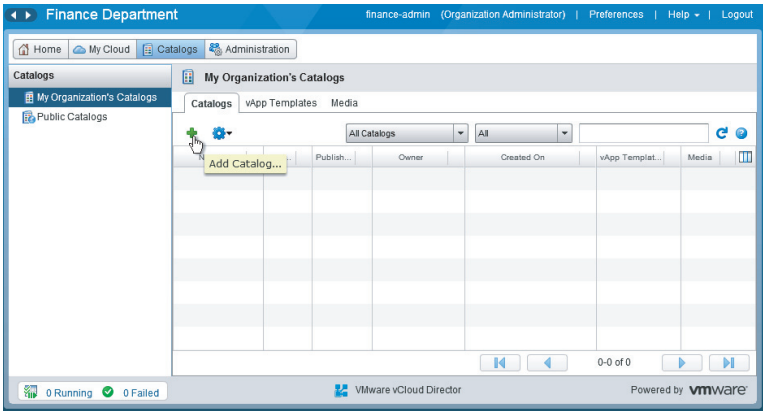 Finance Department finance-admin (Organization Administrator) | Preferences | Help | Logout
Home My Cloud Catalogs Administration
Catalogs
My Organization's Catalogs
Public Catalogs
My Organization's Catalogs
Catalogs vApp Templates Media
All Catalogs All
N... Publish... Owner Created On vApp Templat... Media
Add Catalog...
0-0 of 0
0 Running 0 Failed VMware vCloud Director Powered by vmware